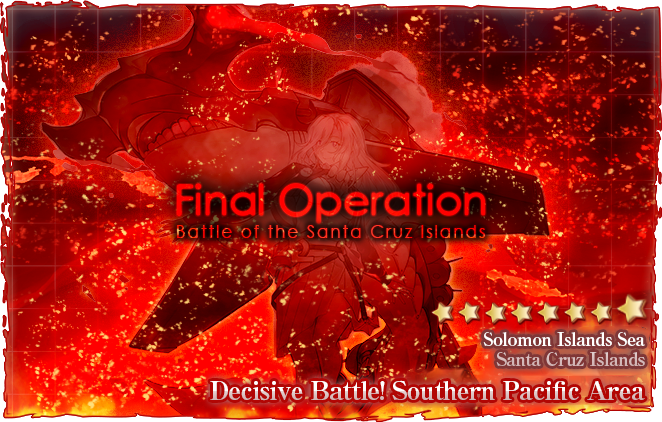 Final Operation
Battle of the Santa Cruz Islands
Solomon Islands Sea
Santa Cruz Islands
Decisive Battle! Southern Pacific Area